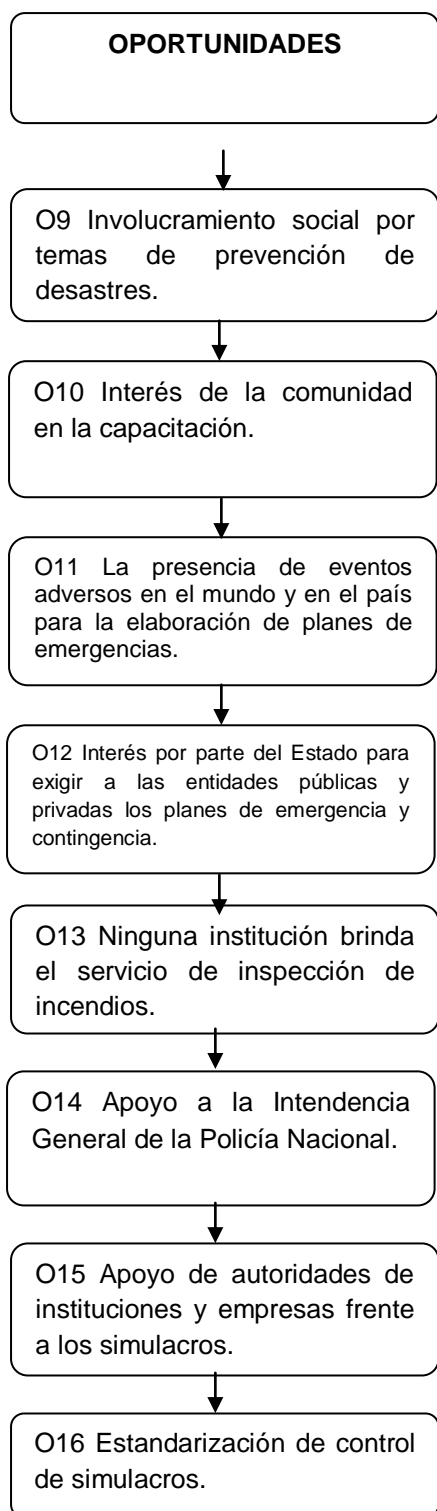 OPORTUNIDADES
O9 Involucramiento social por
temas de prevención de
desastres.
O10 Interés de la comunidad
en la capacitación.
O11 La presencia de eventos
adversos en el mundo y en el país
para la elaboración de planes de
emergencias.
O12 Interés por parte del Estado para
exigir a las entidades públicas y
privadas los planes de emergencia y
contingencia.
O13 Ninguna institución brinda
el servicio de inspección de
incendios.
O14 Apoyo a la Intendencia
General de la Policía Nacional.
O15 Apoyo de autoridades de
instituciones y empresas frente
a los simulacros.
O16 Estandarización de control
de simulacros.